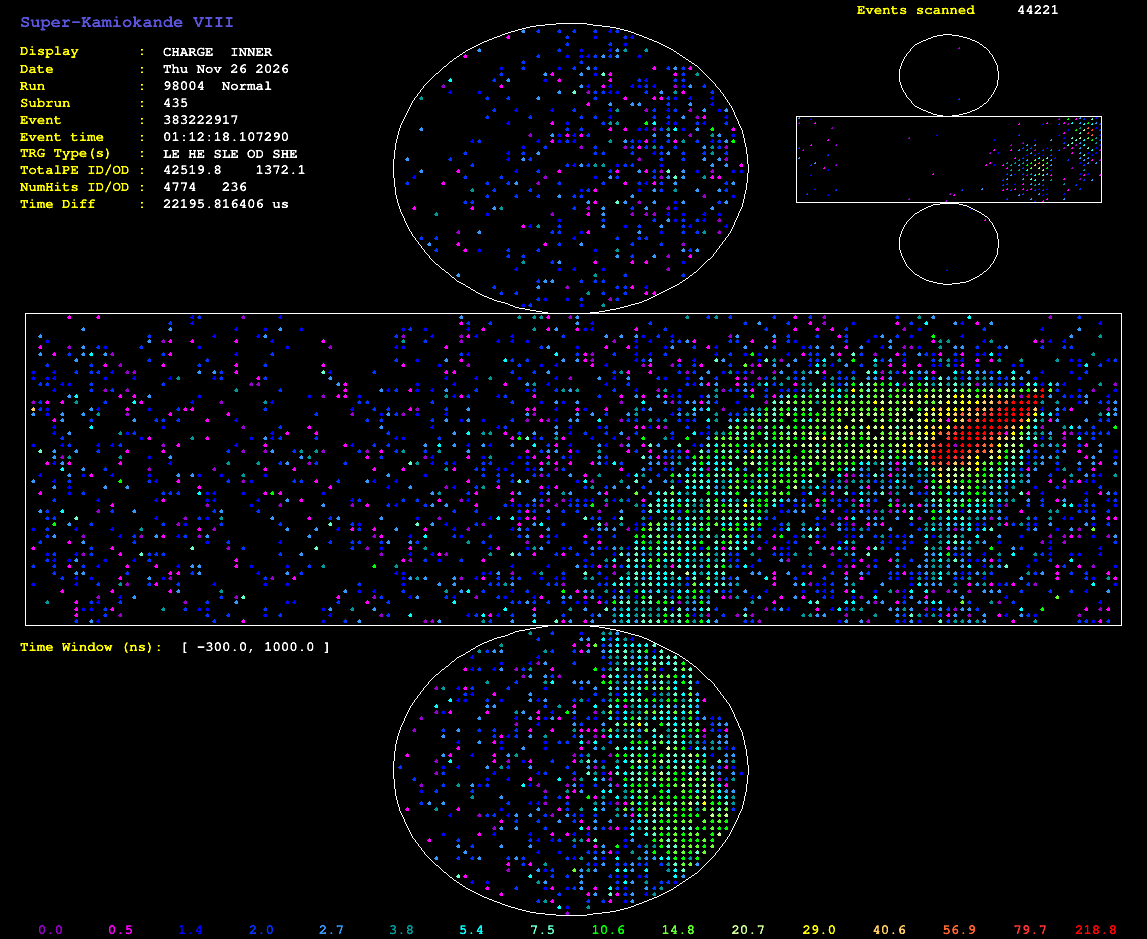 Super-Kamiokande VIII
Display : CHARGE INNER
Date : Thu Nov 26 2026
Run : 98004 Normal
Subrun : 435
Event : 383222917
Event time : 01:12:18.107290
TRG Type(s) : LE HE SLE OD SHE
TotalPE ID/OD : 42519.8 1372.1
NumHits ID/OD : 4774 236
Time Diff : 22195.816406 us
Events scanned 44221
Time Window (ns): [ -300.0, 1000.0 ]
0.0 0.5 1.4 2.0 2.7 3.8 5.4 7.5 10.6 14.8 20.7 29.0 40.6 56.9 79.7 218.8